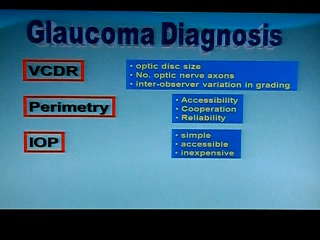 Glaucoma Diagnosis
VCDR
• optic disc size
• No. optic nerve axons
• inter-observer variation in grading
Perimetry
• Accessibility
• Cooperation
• Reliability
IOP
• simple
• accessible
• inexpensive